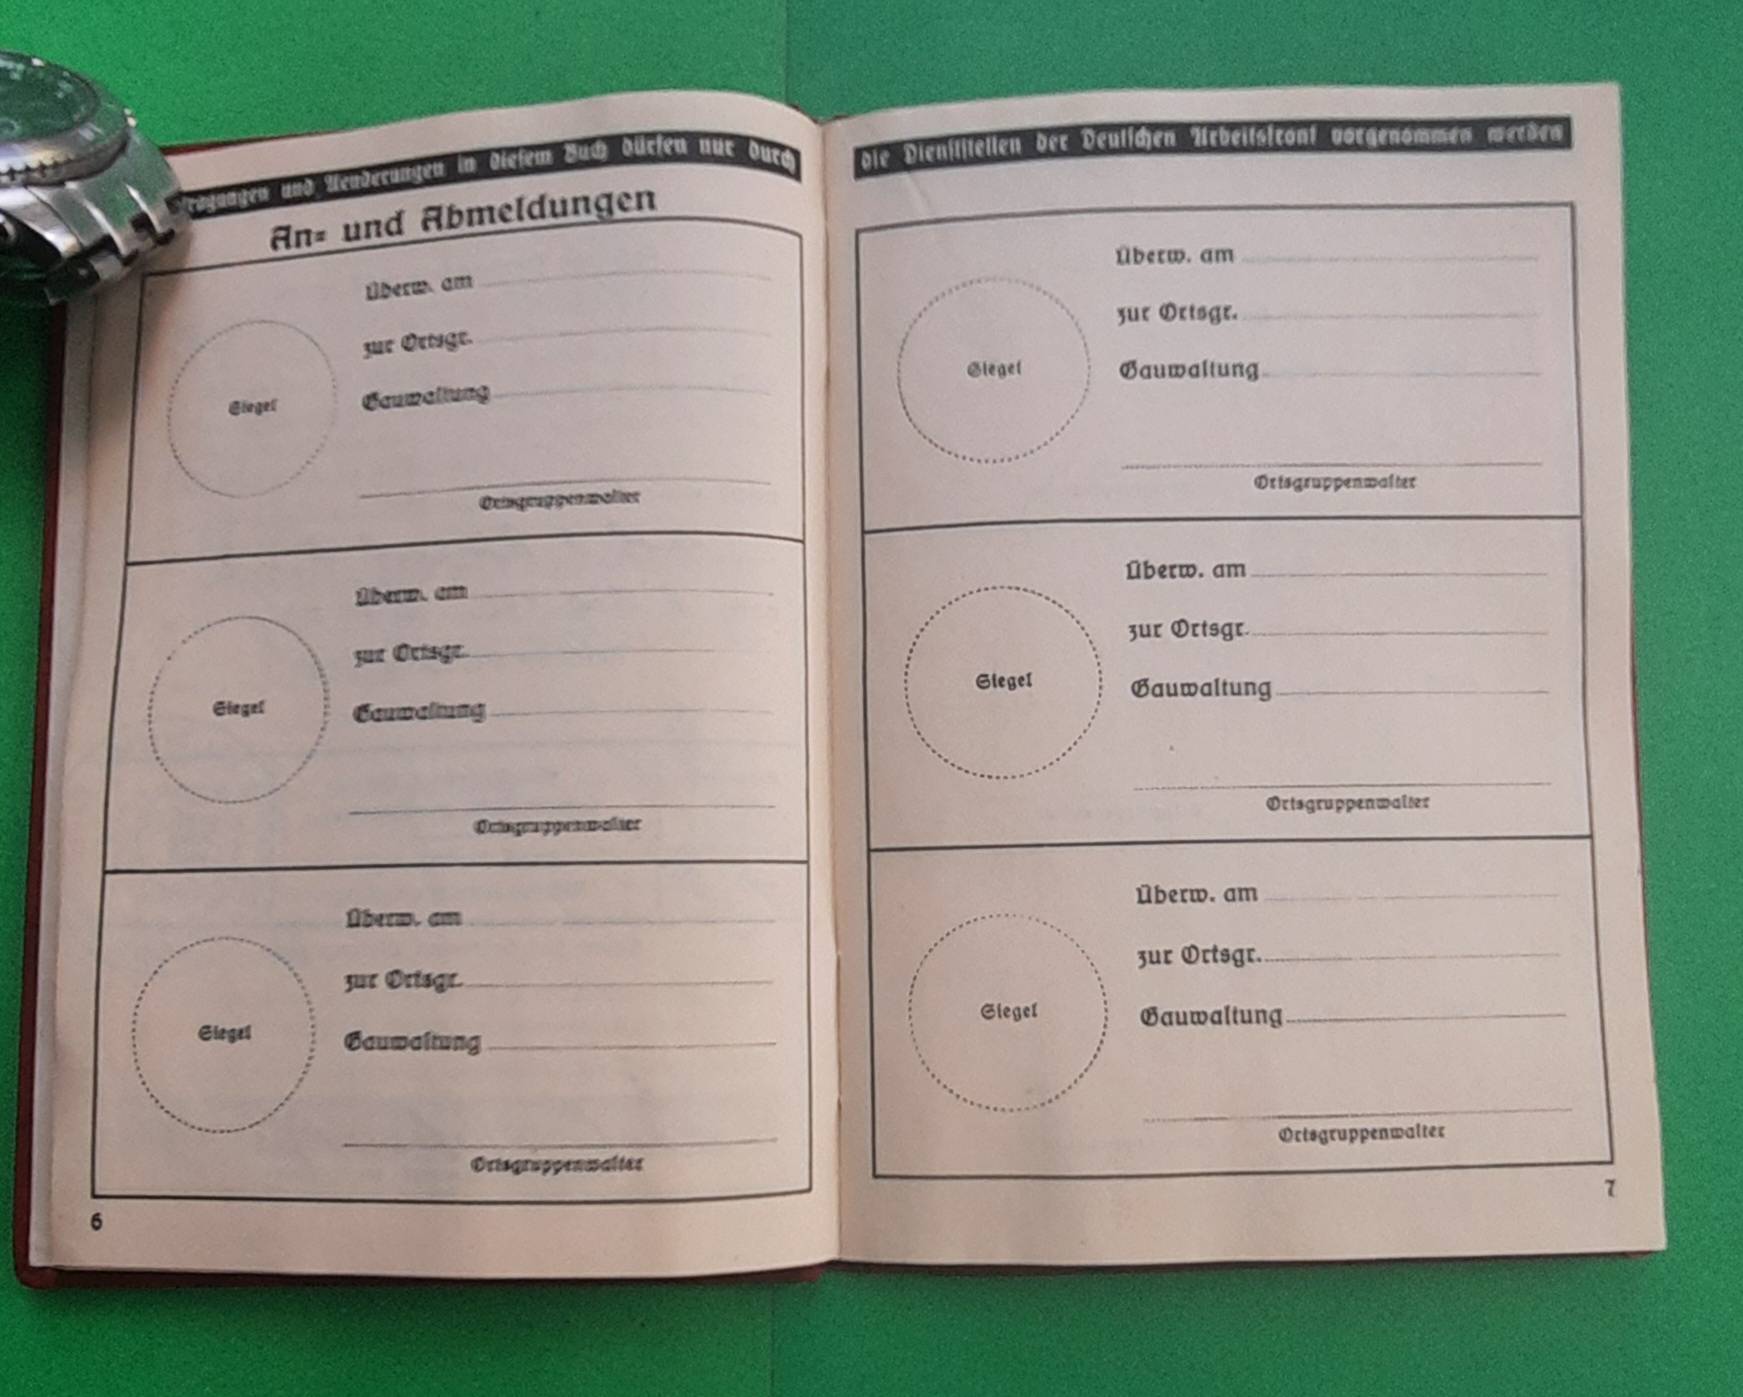 Eintragungen und Aenderungen in diesem Buch dürfen nur durch
An- und Abmeldungen
Siegel
Überw. am
zur Ortsgr.
Gauwaltung
Ortsgruppenwalter
Siegel
Überw. am
zur Ortsgr.
Gauwaltung
Ortsgruppenwalter
Siegel
Überw. am
zur Ortsgr.
Gauwaltung
Ortsgruppenwalter
6
die Dienststellen der Deutschen Arbeitsfront vorgenommen werden
Siegel
Überw. am
zur Ortsgr.
Gauwaltung
Ortsgruppenwalter
Siegel
Überw. am
zur Ortsgr.
Gauwaltung
Ortsgruppenwalter
Siegel
Überw. am
zur Ortsgr.
Gauwaltung
Ortsgruppenwalter
7